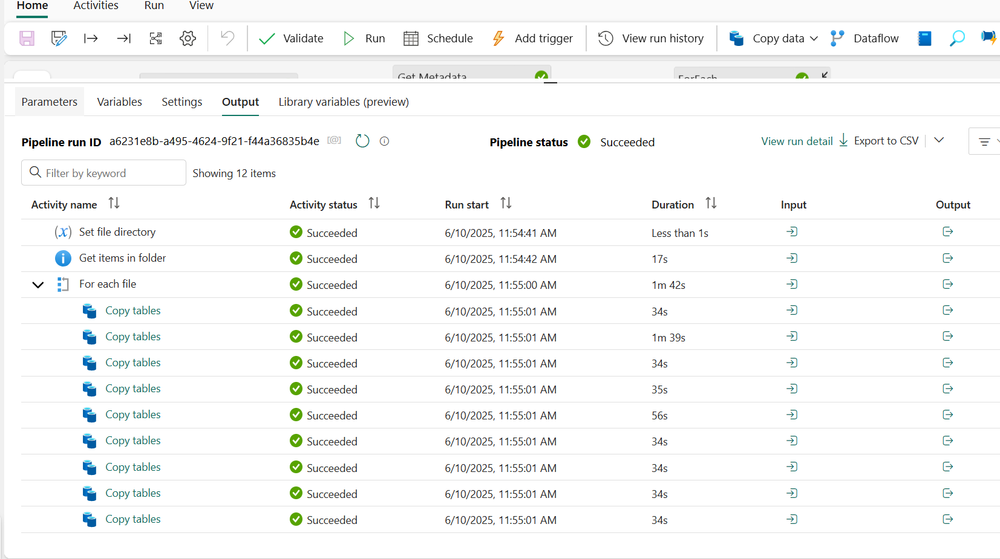 Home Activities Run View
Validate Run Schedule Add trigger View run history Copy data Dataflow
Get Metadata ForEach
Parameters Variables Settings Output Library variables (preview)
Pipeline run ID a6231e8b-a495-4624-9f21-f44a36835b4e Pipeline status Succeeded View run detail Export to CSV
Filter by keyword Showing 12 items
Activity name Activity status Run start Duration Input Output
(x) Set file directory Succeeded 6/10/2025, 11:54:41 AM Less than 1s
Get items in folder Succeeded 6/10/2025, 11:54:42 AM 17s
For each file Succeeded 6/10/2025, 11:55:00 AM 1m 42s
Copy tables Succeeded 6/10/2025, 11:55:01 AM 34s
Copy tables Succeeded 6/10/2025, 11:55:01 AM 1m 39s
Copy tables Succeeded 6/10/2025, 11:55:01 AM 34s
Copy tables Succeeded 6/10/2025, 11:55:01 AM 35s
Copy tables Succeeded 6/10/2025, 11:55:01 AM 56s
Copy tables Succeeded 6/10/2025, 11:55:01 AM 34s
Copy tables Succeeded 6/10/2025, 11:55:01 AM 34s
Copy tables Succeeded 6/10/2025, 11:55:01 AM 34s
Copy tables Succeeded 6/10/2025, 11:55:01 AM 34s